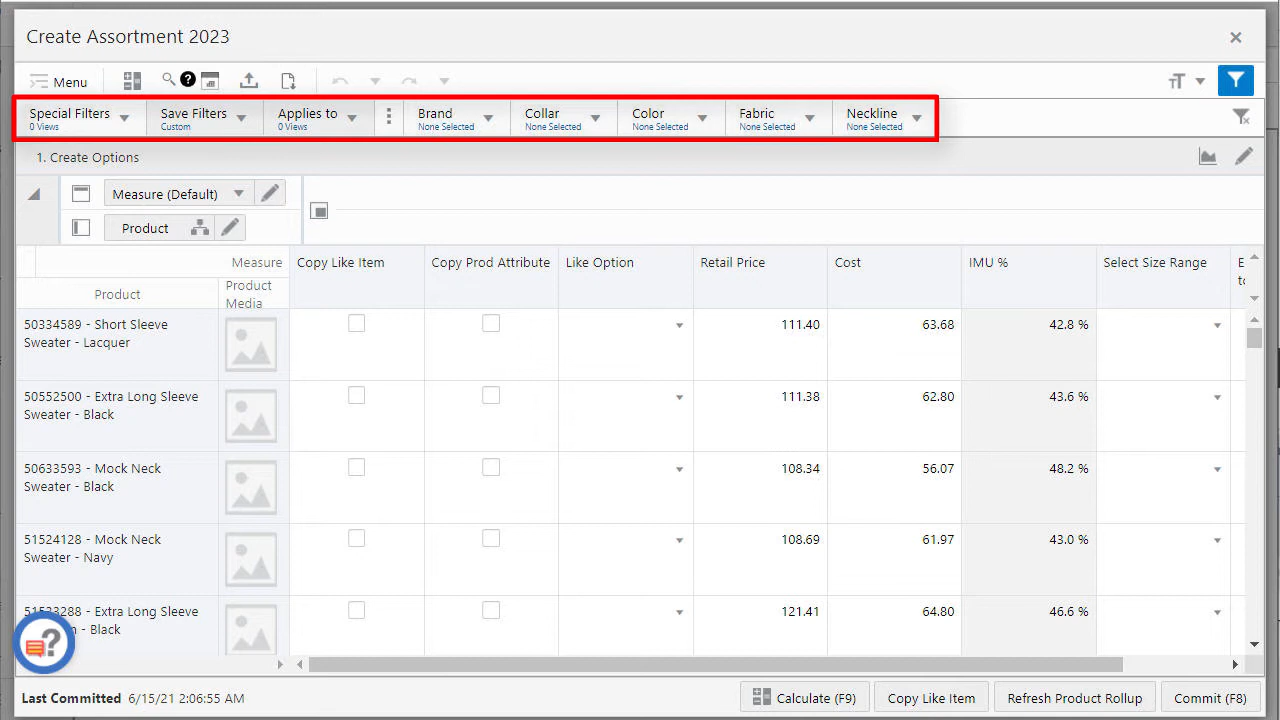 Create Assortment 2023
Menu
Special Filters
0 Views
Save Filters
Custom
Applies to
0 Views
Brand
None Selected
Collar
None Selected
Color
None Selected
Fabric
None Selected
Neckline
None Selected
1. Create Options
Measure (Default)
Product
Measure
Copy Like Item
Copy Prod Attribute
Like Option
Retail Price
Cost
IMU %
Select Size Range
Product
Product
Media
50334589 - Short Sleeve
Sweater - Lacquer
111.40
63.68
42.8 %
50552500 - Extra Long Sleeve
Sweater - Black
111.38
62.80
43.6 %
50633593 - Mock Neck
Sweater - Black
108.34
56.07
48.2 %
51524128 - Mock Neck
Sweater - Navy
108.69
61.97
43.0 %
51533288 - Extra Long Sleeve
- Black
121.41
64.80
46.6 %
Last Committed 6/15/21 2:06:55 AM
Calculate (F9)
Copy Like Item
Refresh Product Rollup
Commit (F8)